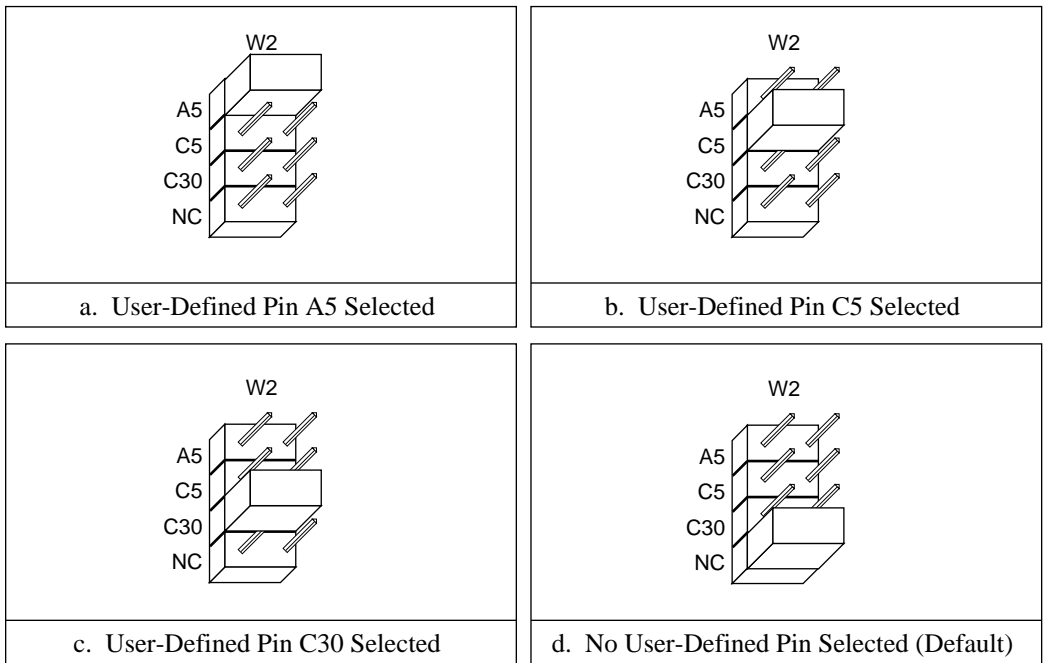 W2
A5
C5
C30
NC
a. User-Defined Pin A5 Selected
W2
A5
C5
C30
NC
b. User-Defined Pin C5 Selected
W2
A5
C5
C30
NC
c. User-Defined Pin C30 Selected
W2
A5
C5
C30
NC
d. No User-Defined Pin Selected (Default)